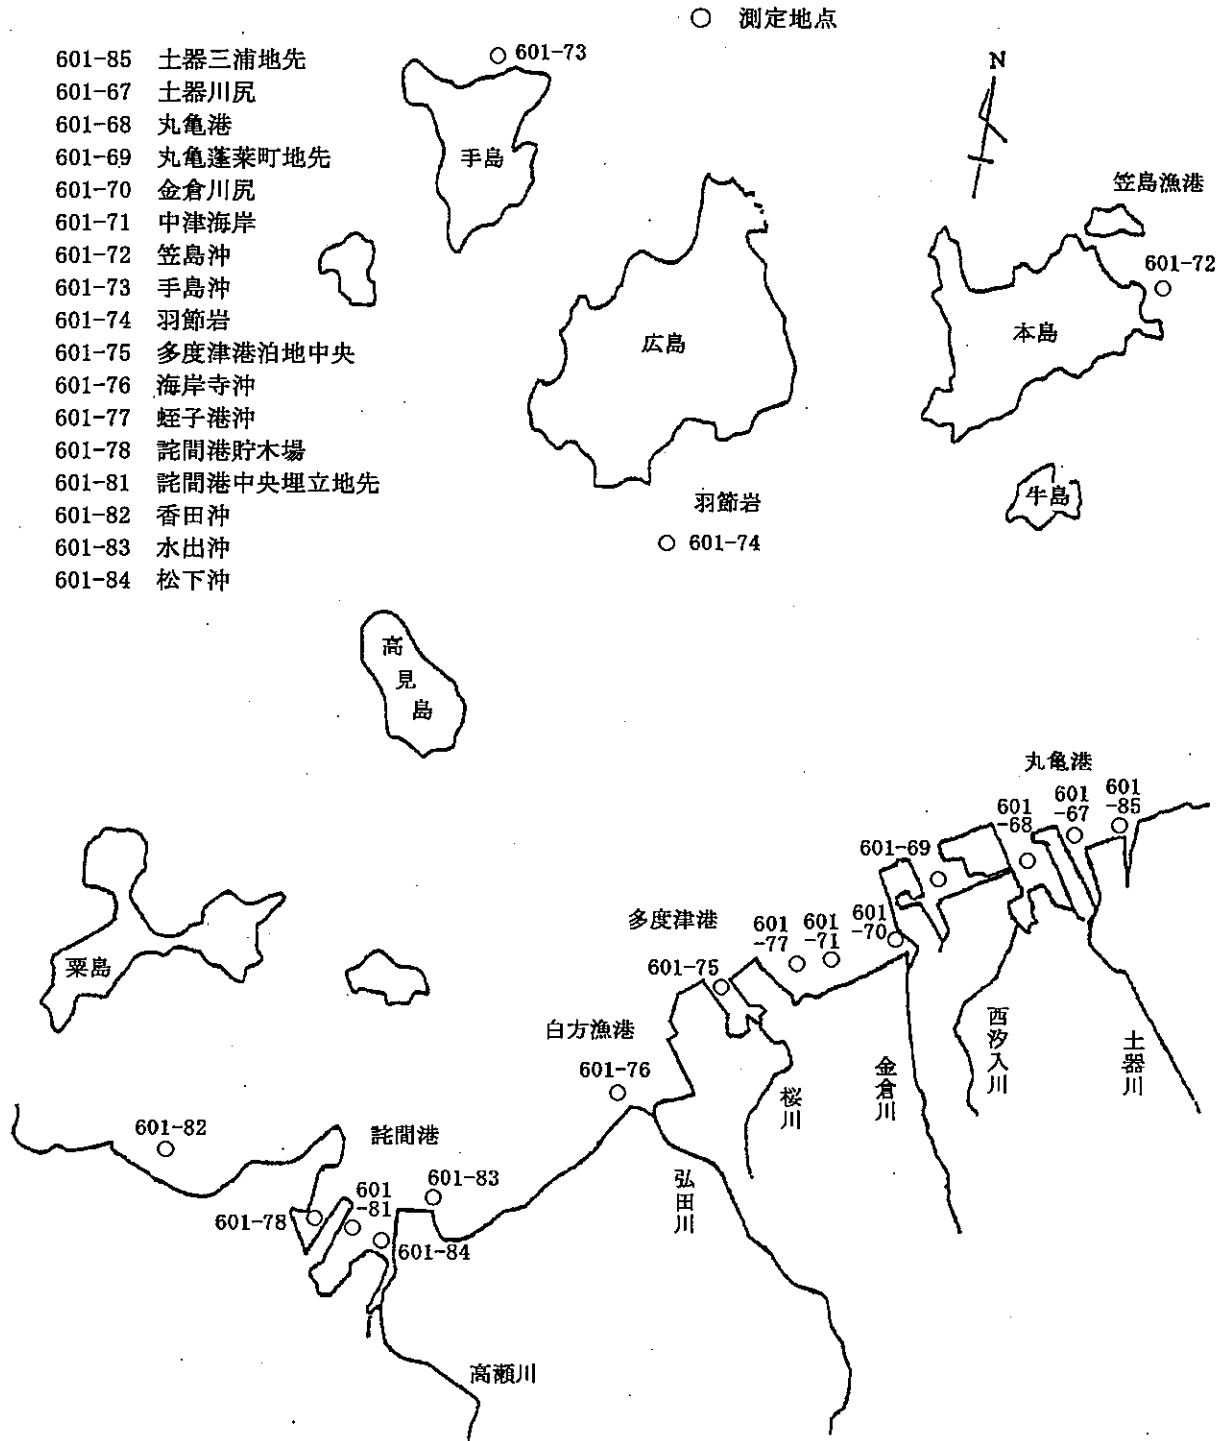 ○ 測定地点
601-85 土器三浦地先
601-67 土器川尻
601-68 丸亀港
601-69 丸亀蓬莱町地先
601-70 金倉川尻
601-71 中津海岸
601-72 笠島沖
601-73 手島沖
601-74 羽節岩
601-75 多度津港泊地中央
601-76 海岸寺沖
601-77 蛭子港沖
601-78 詫間港貯木場
601-81 詫間港中央埋立地先
601-82 香田沖
601-83 水出沖
601-84 松下沖
601-73
手島
N
笠島漁港
601-72
広島
本島
牛島
羽節岩
601-74
高見島
丸亀港
601-85
601-67
601-68
601-69
601-70
多度津港
601-77
601-71
601-75
粟島
白方漁港
601-76
桜川
金倉川
西汐入川
土器川
601-82
詫間港
601-83
601-81
601-78
601-84
弘田川
高瀬川